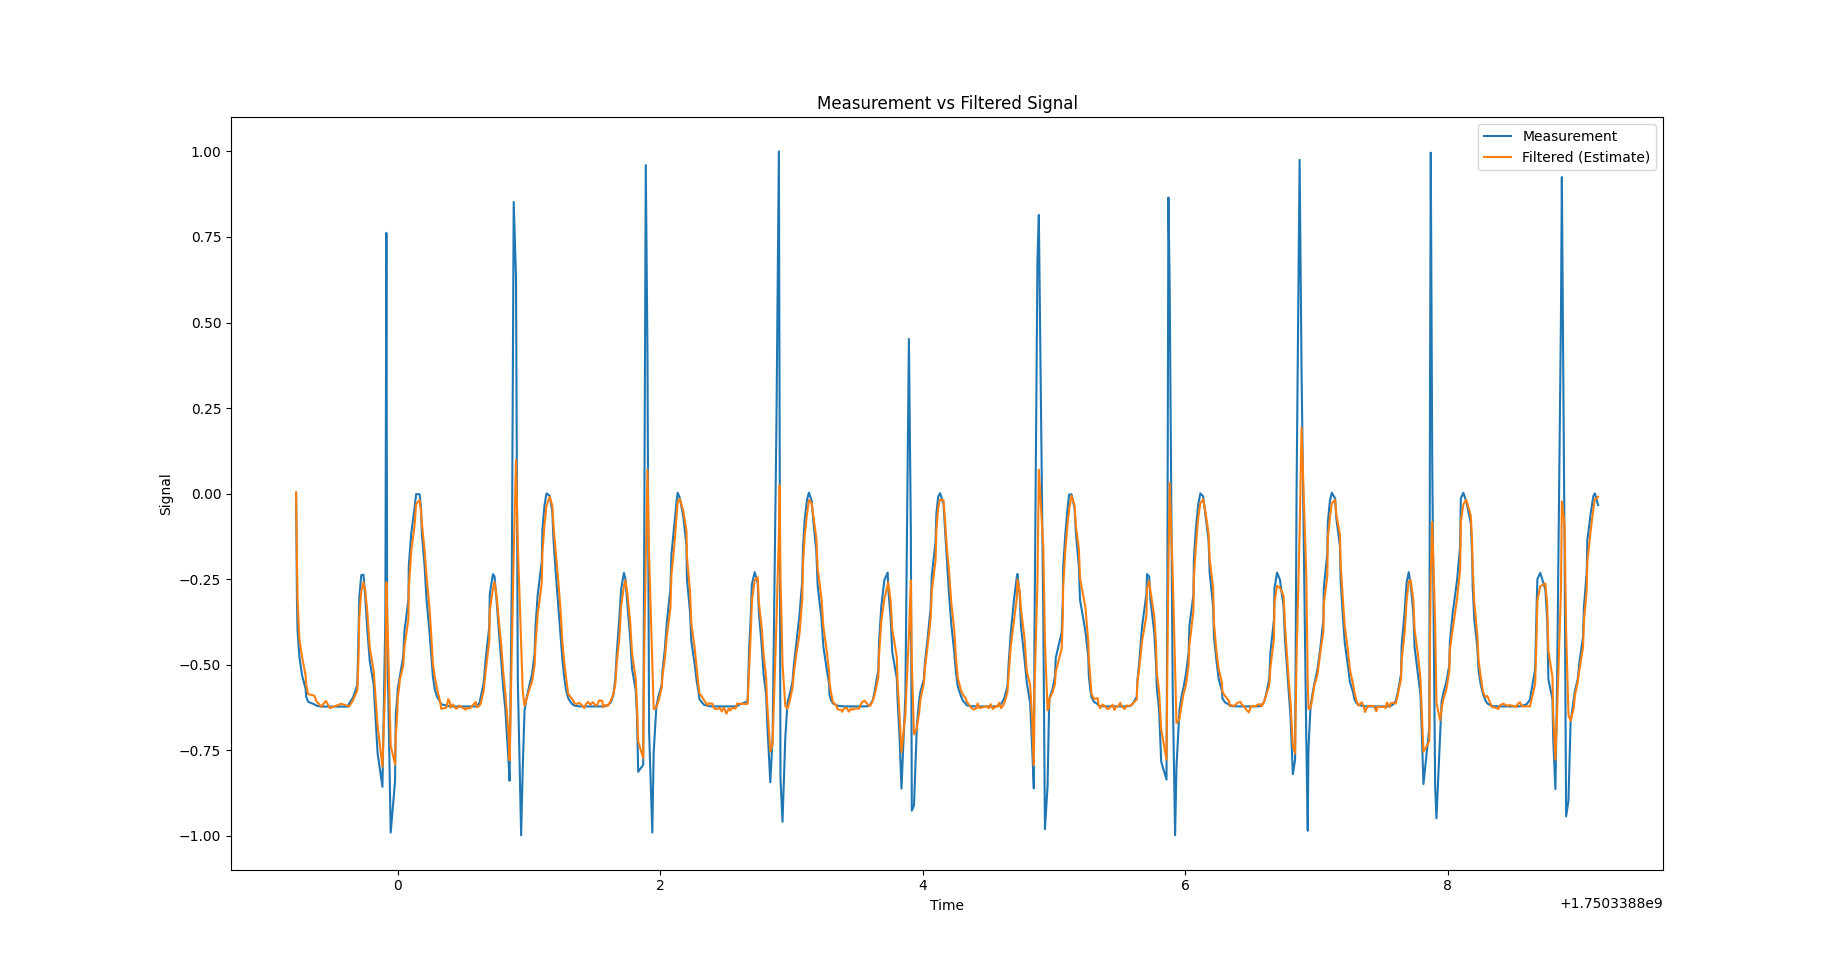 Measurement vs Filtered Signal
Measurement
Filtered (Estimate)
1.00
0.75
0.50
0.25
0.00
−0.25
−0.50
−0.75
−1.00
Signal
0 2 4 6 8
Time
+1.7503388e9